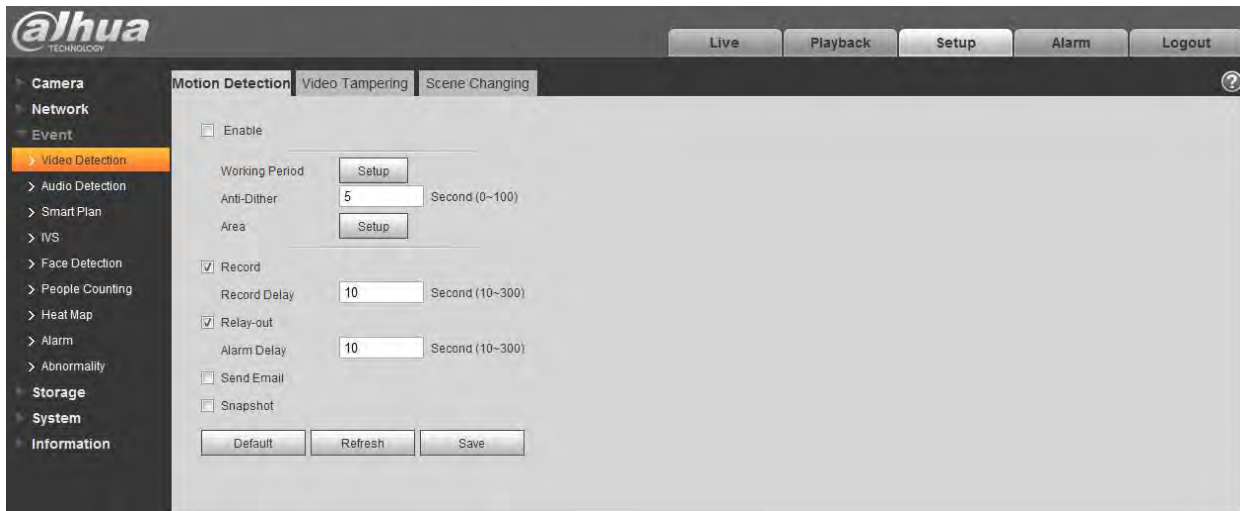 alhua
TECHNOLOGY
Live
Playback
Setup
Alarm
Logout
Camera
Network
Event
Video Detection
Audio Detection
Smart Plan
IVS
Face Detection
People Counting
Heat Map
Alarm
Abnormality
Storage
System
Information
Motion Detection Video Tampering Scene Changing
?
Enable
Working Period Setup
Anti-Dither 5 Second (0~100)
Area Setup
Record
Record Delay 10 Second (10~300)
Relay-out
Alarm Delay 10 Second (10~300)
Send Email
Snapshot
Default Refresh Save